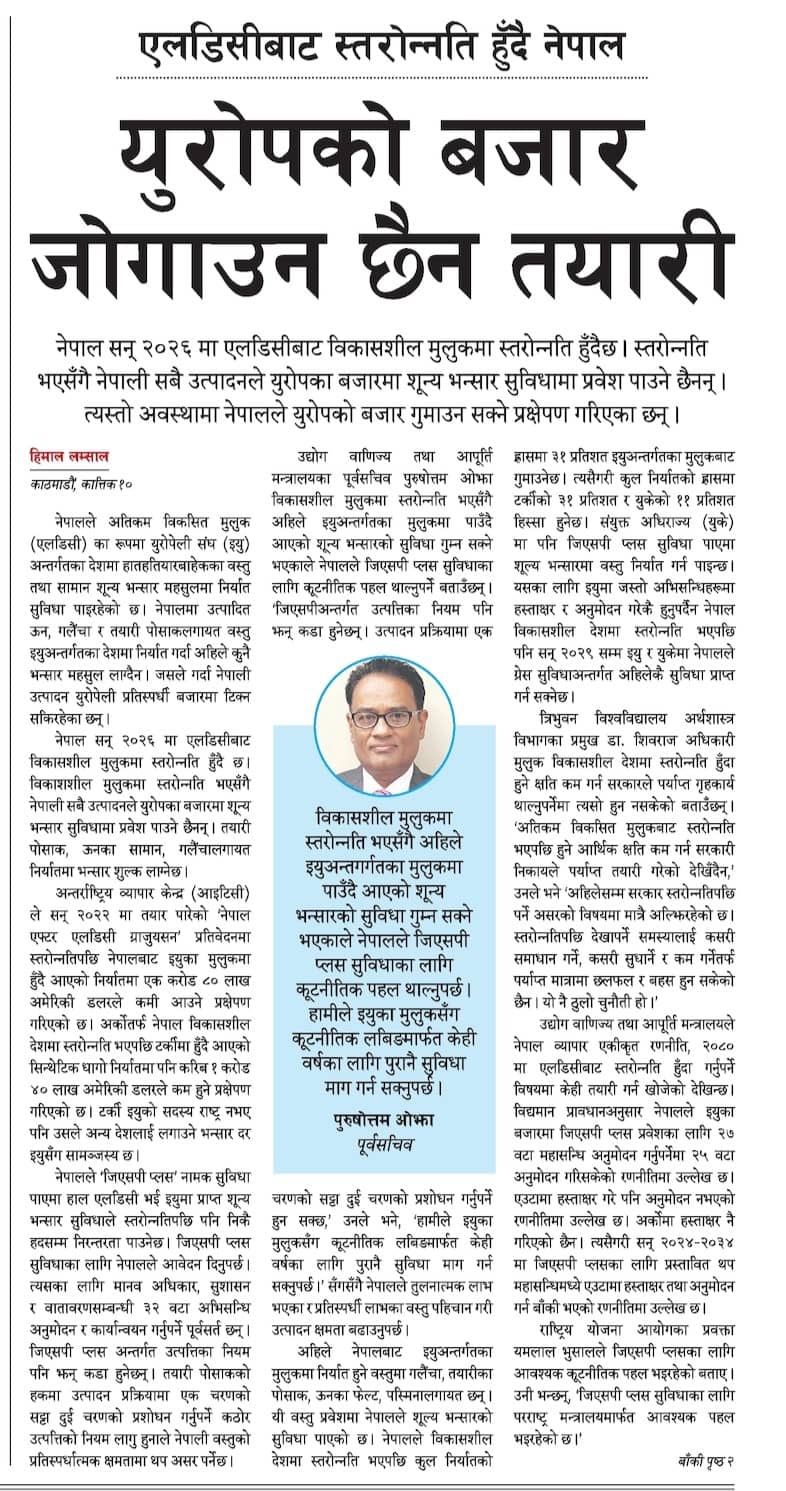 एलडिसीबाट स्तरोन्नति हुँदै नेपाल
युरोपको बजार
जोगाउन छैन तयारी
नेपाल सन् २०२६ मा एलडिसीबाट विकासशील मुलुकमा स्तरोन्नति हुँदैछ । स्तरोन्नति
भएसँगै नेपाली सबै उत्पादनले युरोपका बजारमा शून्य भन्सार सुविधामा प्रवेश पाउने छैनन् ।
त्यस्तो अवस्थामा नेपालले युरोपको बजार गुमाउन सक्ने प्रक्षेपण गरिएका छन् ।
हिमाल लम्साल
काठमाडौं, कात्तिक १०
नेपालले अतिकम विकसित मुलुक
(एलडिसी) का रूपमा युरोपेली संघ (इयु)
अन्तर्गतका देशमा हातहतियारबाहेकका वस्तु
तथा सामान शून्य भन्सार महसुलमा निर्यात
सुविधा पाइरहेको छ । नेपालमा उत्पादित
ऊन, गलैंचा र तयारी पोसाकलगायत वस्तु
इयुअन्तर्गतका देशमा निर्यात गर्दा अहिले कुनै
भन्सार महसुल लाग्दैन । जसले गर्दा नेपाली
उत्पादन युरोपेली प्रतिस्पर्धी बजारमा टिक्न
सकिरहेका छन् ।
नेपाल सन् २०२६ मा एलडिसीबाट
विकासशील मुलुकमा स्तरोन्नति हुँदै छ ।
विकाशशील मुलुकमा स्तरोन्नति भएसँगै
नेपाली सबै उत्पादनले युरोपका बजारमा शून्य
भन्सार सुविधामा प्रवेश पाउने छैनन् । तयारी
पोसाक, ऊनका सामान, गलैंचालगायत
निर्यातमा भन्सार शुल्क लाग्नेछ ।
अन्तर्राष्ट्रिय व्यापार केन्द्र (आइटिसी)
ले सन् २०२२ मा तयार पारेको 'नेपाल
एफ्टर एलडिसी ग्राजुयसन' प्रतिवेदनमा
स्तरोन्नतिपछि नेपालबाट इयुका मुलुकमा
हुँदै आएको निर्यातमा एक करोड ८० लाख
अमेरिकी डलरले कमी आउने प्रक्षेपण
गरिएको छ । अर्कोतर्फ नेपाल विकासशील
देशमा स्तरोन्नति भएपछि टर्कीमा हुँदै आएको
सिन्थेटिक धागो निर्यातमा पनि करिब १ करोड
४० लाख अमेरिकी डलरले कम हुने प्रक्षेपण
गरिएको छ । टर्की इयुको सदस्य राष्ट्र नभए
पनि उसले अन्य देशलाई लगाउने भन्सार दर
इयुसँग सामञ्जस्य छ ।
नेपालले 'जिएसपी प्लस' नामक सुविधा
पाएमा हाल एलडिसी भई इयुमा प्राप्त शून्य
भन्सार सुविधाले स्तरोन्नतिपछि पनि निकै
हदसम्म निरन्तरता पाउनेछ । जिएसपी प्लस
सुविधाका लागि नेपालले आवेदन दिनुपर्छ ।
त्यसका लागि मानव अधिकार, सुशासन
र वातावरणसम्बन्धी ३२ वटा अभिसन्धि
अनुमोदन र कार्यान्वयन गर्नुपर्ने पूर्वसर्त छन् ।
जिएसपी प्लस अन्तर्गत उत्पत्तिका नियम
पनि झन् कडा हुनेछन् । तयारी पोसाकको
हकमा उत्पादन प्रक्रियामा एक चरणको
सट्टा दुई चरणको प्रशोधन गर्नुपर्ने कठोर
उत्पत्तिको नियम लागु हुनाले नेपाली वस्तुको
प्रतिस्पर्धात्मक क्षमतामा थप असर पर्नेछ ।
उद्योग वाणिज्य तथा आपूर्ति
मन्त्रालयका पूर्वसचिव पुरुषोत्तम ओझा
विकासशील मुलुकमा स्तरोन्नति भएसँगै
अहिले इयुअन्तर्गतका मुलुकमा पाउँदै
आएको शून्य भन्सारको सुविधा गुम्न सक्ने
भएकाले नेपालले जिएसपी प्लस सुविधाका
लागि कूटनीतिक पहल थाल्नुपर्ने बताउँछन् ।
'जिएसपीअन्तर्गत उत्पत्तिका नियम पनि
झन् कडा हुनेछन् । उत्पादन प्रक्रियामा एक
विकासशील मुलुकमा
स्तरोन्नति भएसँगै अहिले
इयुअन्तगर्गतका मुलुकमा
पाउँदै आएको शून्य
भन्सारको सुविधा गुम्न सक्ने
भएकाले नेपालले जिएसपी
प्लस सुविधाका लागि
कूटनीतिक पहल थाल्नुपर्छ ।
हामीले इयुका मुलुकसँग
कूटनीतिक लबिङमार्फत केही
वर्षका लागि पुरानै सुविधा
माग गर्न सक्नुपर्छ ।
पुरुषोत्तम ओझा
पूर्वसचिव
चरणको सट्टा दुई चरणको प्रशोधन गर्नुपर्ने
हुन सक्छ,' उनले भने, 'हामीले इयुका
मुलुकसँग कूटनीतिक लबिङमार्फत केही
वर्षका लागि पुरानै सुविधा माग गर्न
सक्नुपर्छ ।' सँगसँगै नेपालले तुलनात्मक लाभ
भएका र प्रतिस्पर्धी लाभका वस्तु पहिचान गरी
उत्पादन क्षमता बढाउनुपर्छ ।
अहिले नेपालबाट इयुअन्तर्गतका
मुलुकमा निर्यात हुने वस्तुमा गलैंचा, तयारीका
पोसाक, ऊनका फेल्ट, पस्मिनालगायत छन् ।
यी वस्तु प्रवेशमा नेपालले शूल्य भन्सारको
सुविधा पाएको छ । नेपालले विकासशील
देशमा स्तरोन्नति भएपछि कुल निर्यातको
ह्रासमा ३१ प्रतिशत इयुअन्तर्गतका मुलुकबाट
गुमाउनेछ । त्यसैगरी कुल निर्यातको ह्रासमा
टर्कीको ३१ प्रतिशत र युकेको ११ प्रतिशत
हिस्सा हुनेछ । संयुक्त अधिराज्य (युके)
मा पनि जिएसपी प्लस सुविधा पाएमा
शून्य भन्सारमा वस्तु निर्यात गर्न पाइन्छ ।
यसका लागि इयुमा जस्तो अभिसन्धिहरूमा
हस्ताक्षर र अनुमोदन गरेकै हुनुपर्दैन नेपाल
विकासशील देशमा स्तरोन्नति भएपछि
पनि सन् २०२९ सम्म इयु र युकेमा नेपालले
ग्रेस सुविधाअन्तर्गत अहिलेकै सुविधा प्राप्त
गर्न सक्नेछ ।
त्रिभुवन विश्वविद्यालय अर्थशास्त्र
विभागका प्रमुख डा. शिवराज अधिकारी
मुलुक विकासशील देशमा स्तरोन्नति हुँदा
हुने क्षति कम गर्न सरकारले पर्याप्त गृहकार्य
थाल्नुपर्नेमा त्यसो हुन नसकेको बताउँछन् ।
'अतिकम विकसित मुलुकबाट स्तरोन्नति
भएपछि हुने आर्थिक क्षति कम गर्न सरकारी
निकायले पर्याप्त तयारी गरेको देखिँदैन,'
उनले भने 'अहिलेसम्म सरकार स्तरोन्नतिपछि
पर्ने असरको विषयमा मात्रै अल्झिरहेको छ ।
स्तरोन्नतिपछि देखापर्ने समस्यालाई कसरी
समाधान गर्ने, कसरी सुधार्ने र कम गर्नेतर्फ
पर्याप्त मात्रामा छलफल र बहस हुन सकेको
छैन । यो नै ठुलो चुनौती हो ।'
उद्योग वाणिज्य तथा आपूर्ति मन्त्रालयले
नेपाल व्यापार एकीकृत रणनीति, २०८०
मा एलडिसीबाट स्तरोन्नति हुँदा गर्नुपर्ने
विषयमा केही तयारी गर्न खोजेको देखिन्छ ।
विद्यमान प्रावधानअनुसार नेपालले इयुका
बजारमा जिएसपी प्लस प्रवेशका लागि २७
वटा महासन्धि अनुमोदन गर्नुपर्नेमा २५ वटा
अनुमोदन गरिसकेको रणनीतिमा उल्लेख छ ।
एउटामा हस्ताक्षर गरे पनि अनुमोदन नभएको
रणनीतिमा उल्लेख छ । अर्कोमा हस्ताक्षर नै
गरिएको छैन । त्यसैगरी सन् २०२४-२०३४
मा जिएसपी प्लसका लागि प्रस्तावित थप
महासन्धिमध्ये एउटामा हस्ताक्षर तथा अनुमोदन
गर्न बाँकी भएको रणनीतिमा उल्लेख छ ।
राष्ट्रिय योजना आयोगका प्रवक्ता
यमलाल भुसालले जिएसपी प्लसका लागि
आवश्यक कूटनीतिक पहल भइरहेको बताए ।
उनी भन्छन्, 'जिएसपी प्लस सुविधाका लागि
परराष्ट्र मन्त्रालयमार्फत आवश्यक पहल
भइरहेको छ ।'
बाँकी पृष्ठ २